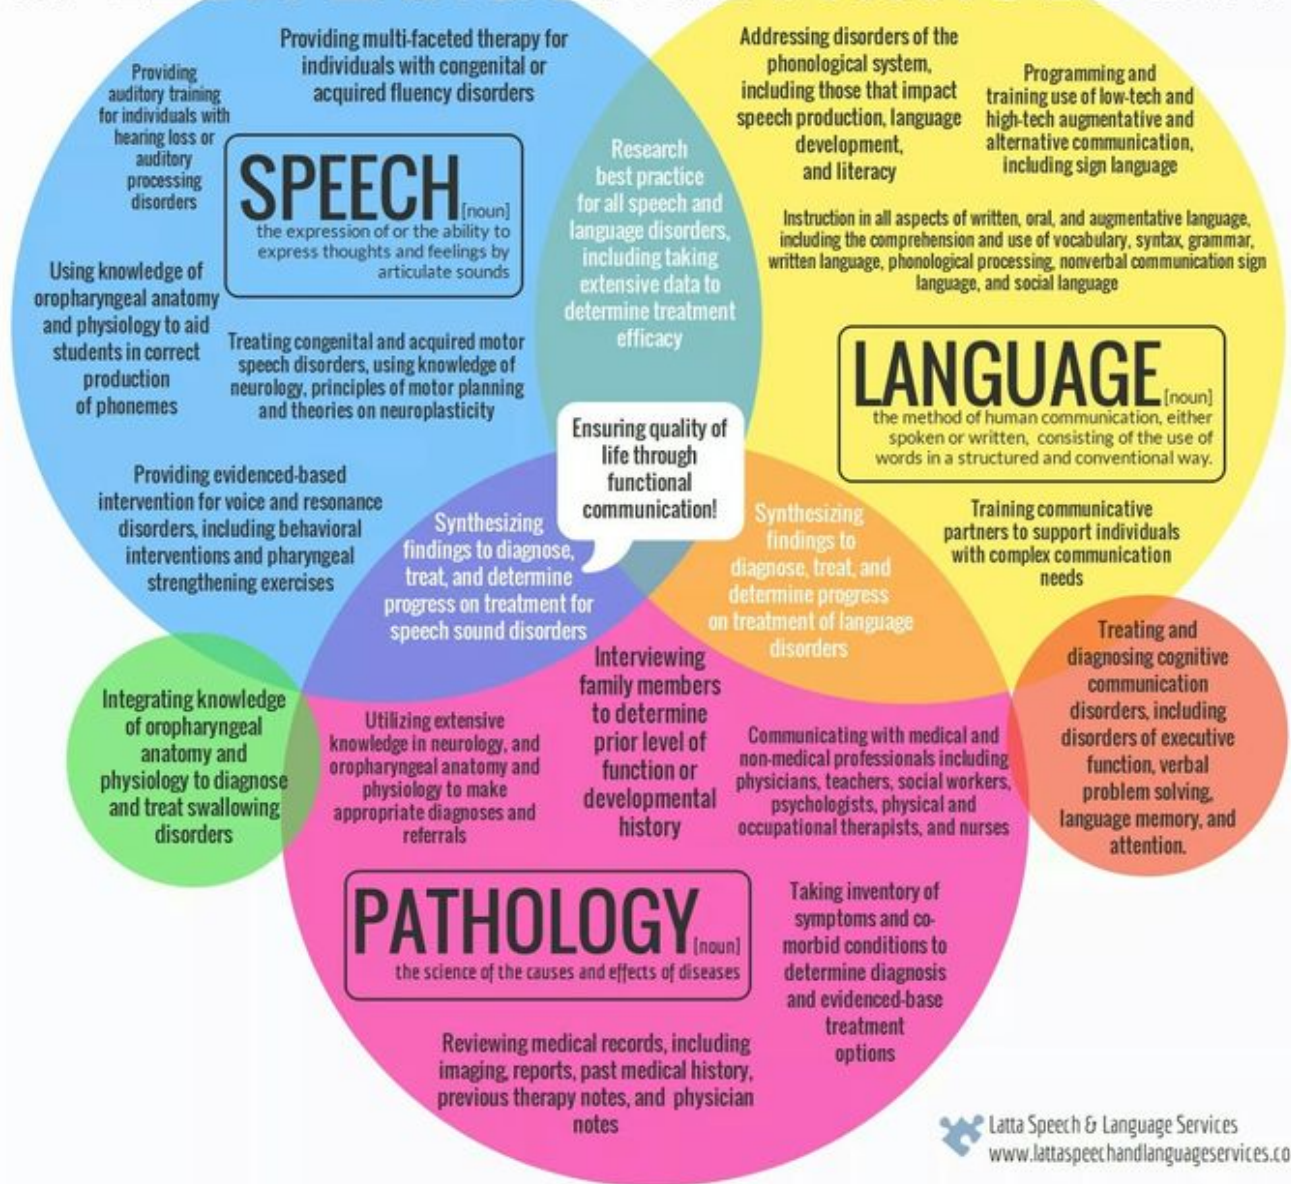 Providing multi-faceted therapy for
individuals with congenital or
acquired fluency disorders
Providing
auditory training
for individuals with
hearing loss or
auditory
processing
disorders
SPEECH [noun]
the expression of or the ability to
express thoughts and feelings by
articulate sounds
Using knowledge of
oropharyngeal anatomy
and physiology to aid
students in correct
production
of phonemes
Treating congenital and acquired motor
speech disorders, using knowledge of
neurology, principles of motor planning
and theories on neuroplasticity
Providing evidenced-based
intervention for voice and resonance
disorders, including behavioral
interventions and pharyngeal
strengthening exercises
Research
best practice
for all speech and
language disorders,
including taking
extensive data to
determine treatment
efficacy
Addressing disorders of the
phonological system,
including those that impact
speech production, language
development,
and literacy
Programming and
training use of low-tech and
high-tech augmentative and
alternative communication,
including sign language
Instruction in all aspects of written, oral, and augmentative language,
including the comprehension and use of vocabulary, syntax, grammar,
written language, phonological processing, nonverbal communication sign
language, and social language
LANGUAGE [noun]
the method of human communication, either
spoken or written, consisting of the use of
words in a structured and conventional way.
Training communicative
partners to support individuals
with complex communication
needs
Ensuring quality of
life through
functional
communication!
Synthesizing
findings to diagnose,
treat, and determine
progress on treatment for
speech sound disorders
Synthesizing
findings to
diagnose, treat, and
determine progress
on treatment of language
disorders
Integrating knowledge
of oropharyngeal
anatomy and
physiology to diagnose
and treat swallowing
disorders
Treating and
diagnosing cognitive
communication
disorders, including
disorders of executive
function, verbal
problem solving,
language memory, and
attention.
Utilizing extensive
knowledge in neurology, and
oropharyngeal anatomy and
physiology to make
appropriate diagnoses and
referrals
Interviewing
family members
to determine
prior level of
function or
developmental
history
Communicating with medical and
non-medical professionals including
physicians, teachers, social workers,
psychologists, physical and
occupational therapists, and nurses
PATHOLOGY [noun]
the science of the causes and effects of diseases
Taking inventory of
symptoms and co-
morbid conditions to
determine diagnosis
and evidenced-base
treatment
options
Reviewing medical records, including
imaging, reports, past medical history,
previous therapy notes, and physician
notes
Latta Speech & Language Services
www.lattaspeechandlanguageservices.co